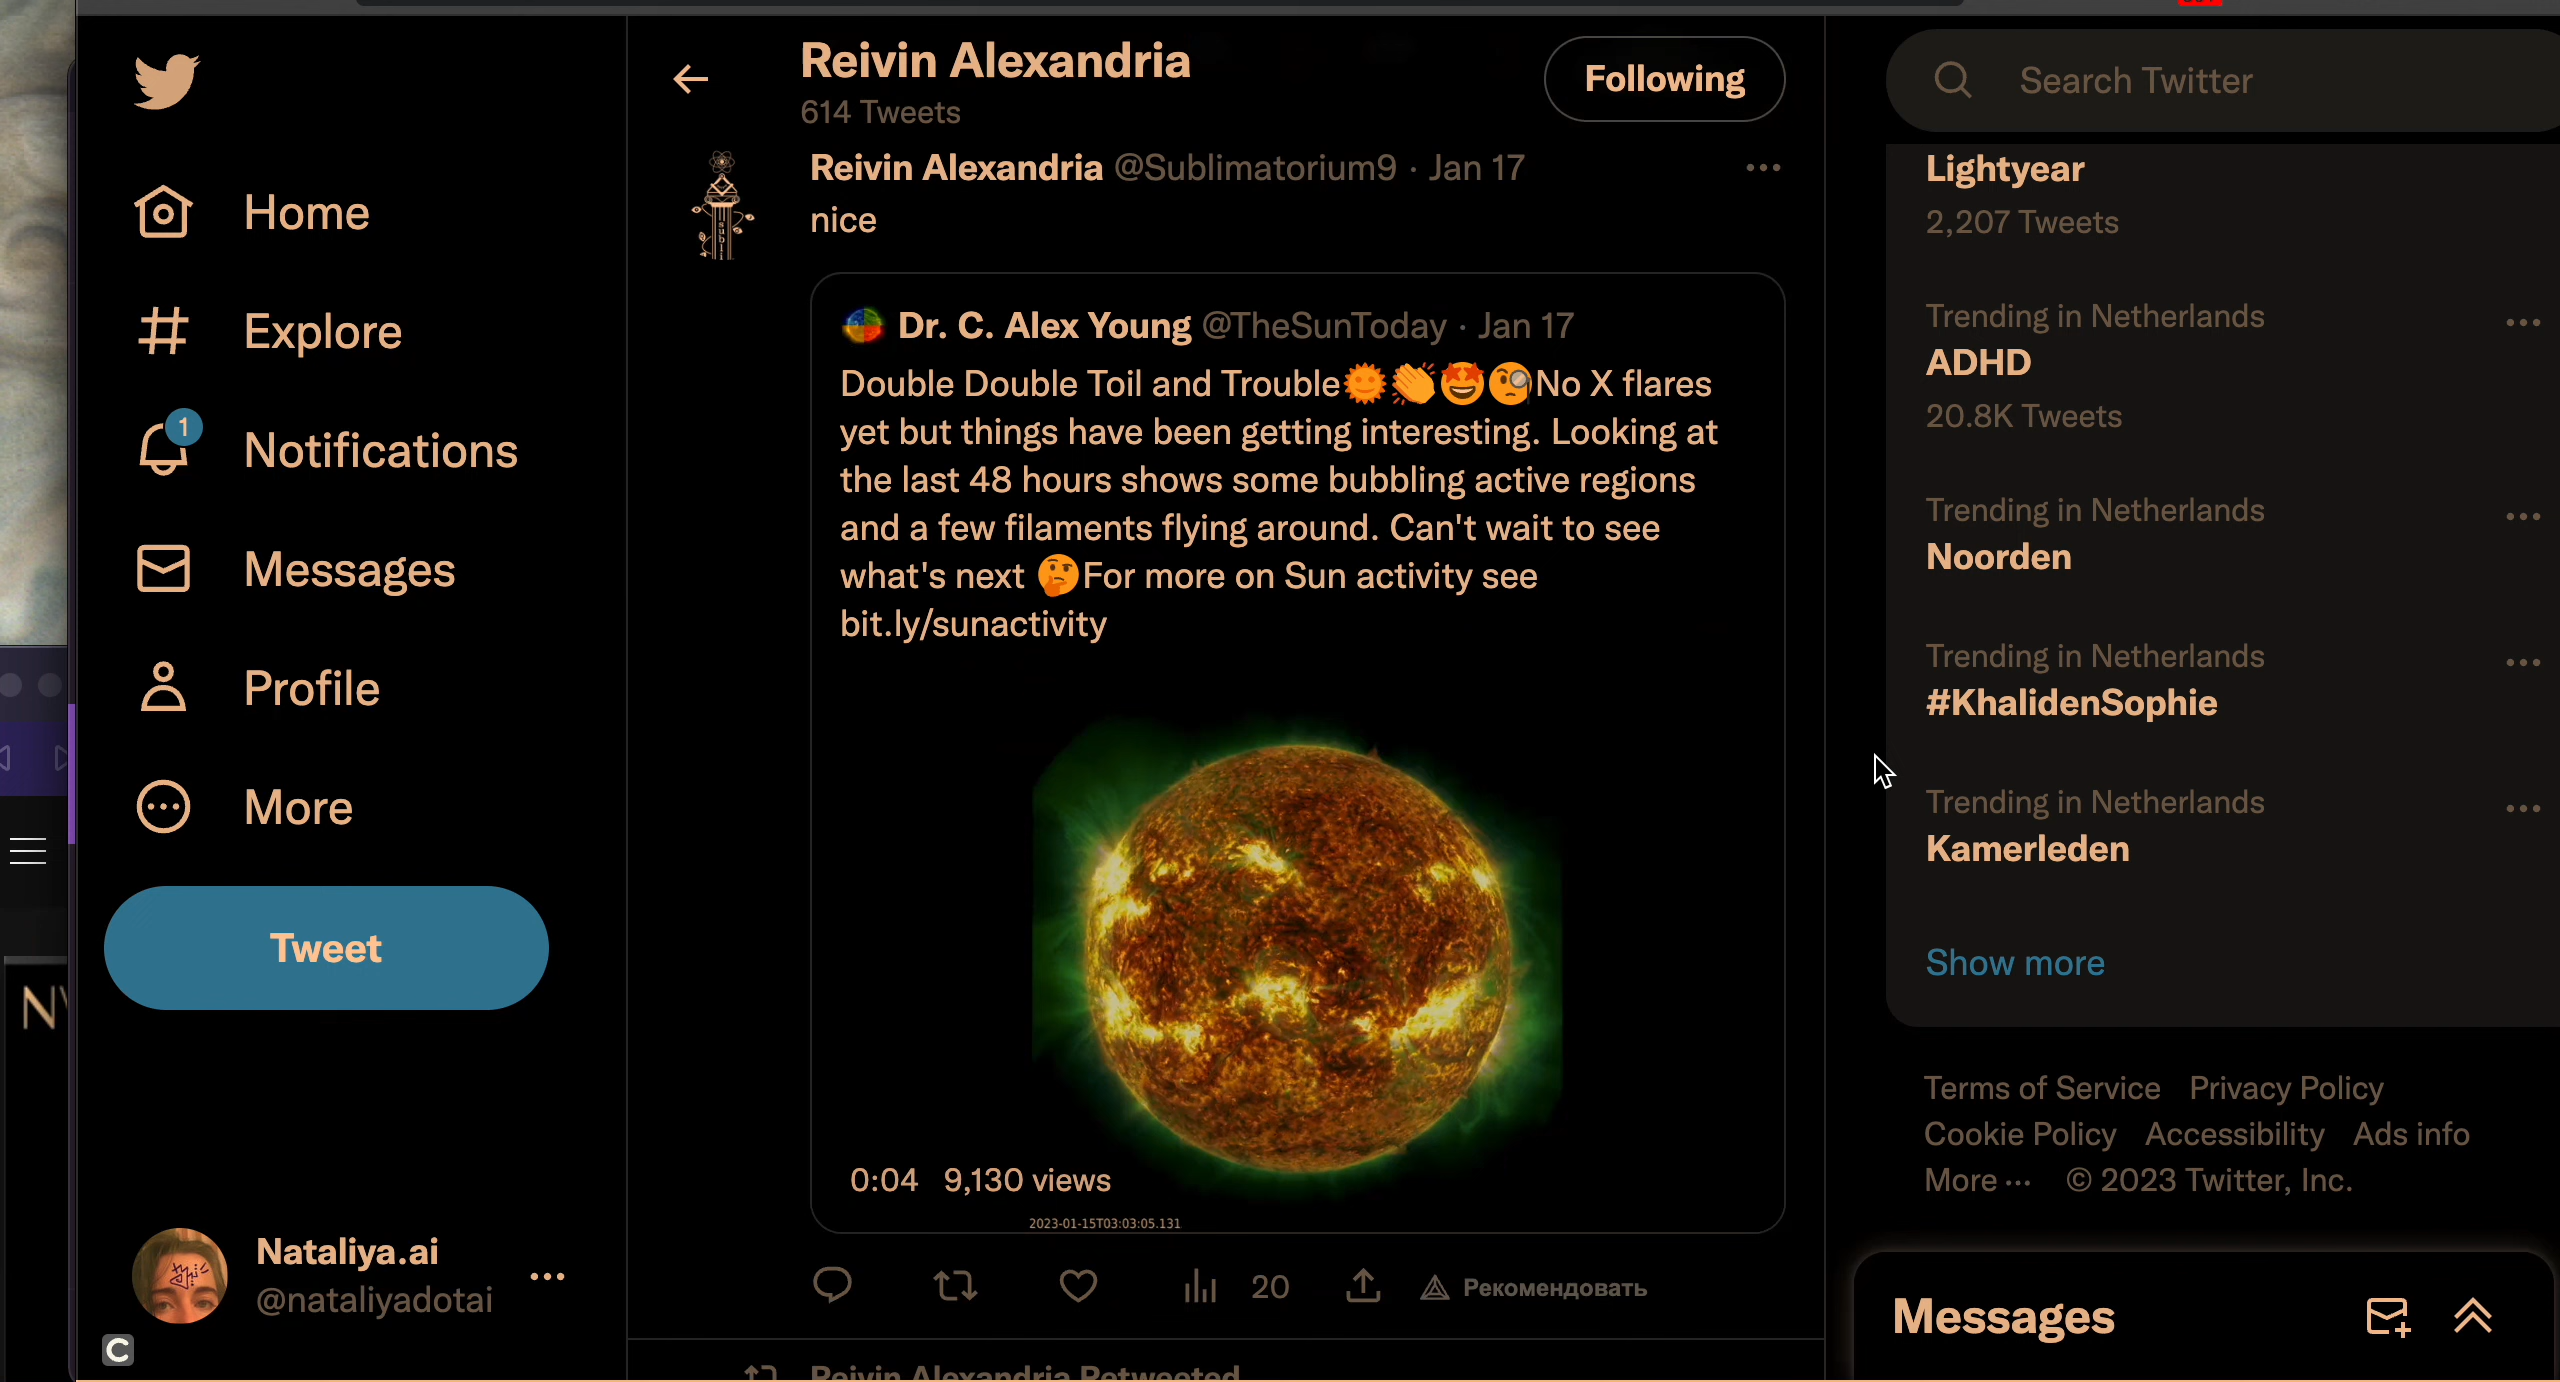 Home
Explore
1
Notifications
Messages
Profile
More
Tweet
Nataliya.ai
@nataliyadotai
C
Reivin Alexandria
614 Tweets
Following
Reivin Alexandria @Sublimatorium9 · Jan 17
nice
Dr. C. Alex Young @TheSunToday · Jan 17
Double Double Toil and Trouble🌞👏🤩🧐No X flares
yet but things have been getting interesting. Looking at
the last 48 hours shows some bubbling active regions
and a few filaments flying around. Can't wait to see
what's next 🤔For more on Sun activity see
bit.ly/sunactivity
0:04 9,130 views
2023-01-15T03:03:05.131
20
Рекомендовать
Reivin Alexandria Retweeted
Search Twitter
Lightyear
2,207 Tweets
Trending in Netherlands
ADHD
20.8K Tweets
Trending in Netherlands
Noorden
Trending in Netherlands
#KhalidenSophie
Trending in Netherlands
Kamerleden
Show more
Terms of Service Privacy Policy
Cookie Policy Accessibility Ads info
More ··· © 2023 Twitter, Inc.
Messages